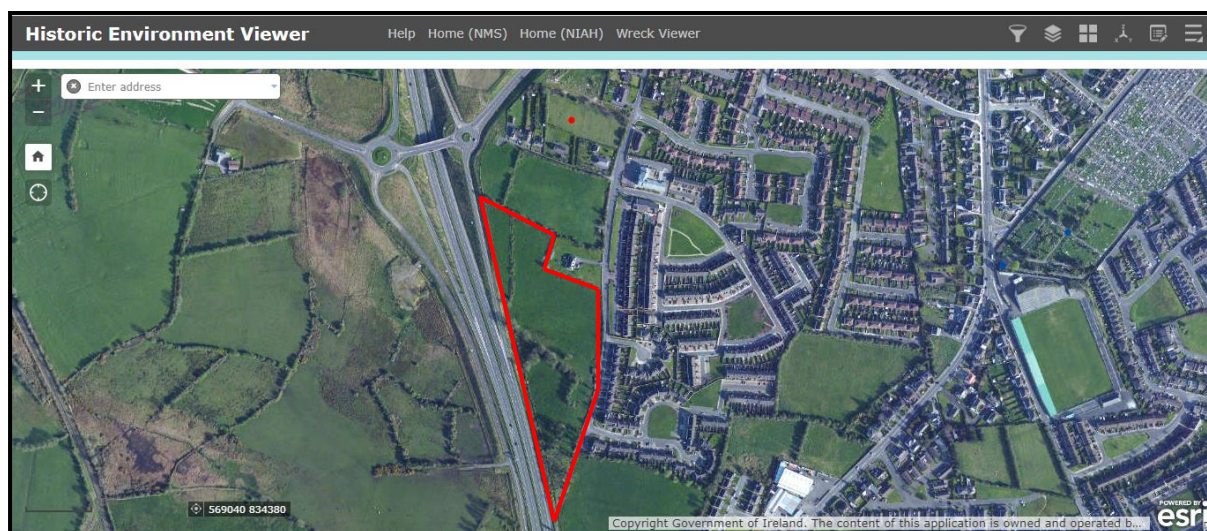 Historic Environment Viewer
Help Home (NMS) Home (NIAH) Wreck Viewer
+
Enter address
−
569040 834380
Copyright Government of Ireland. The content of this application is owned and operated b...
POWERED BY
esri